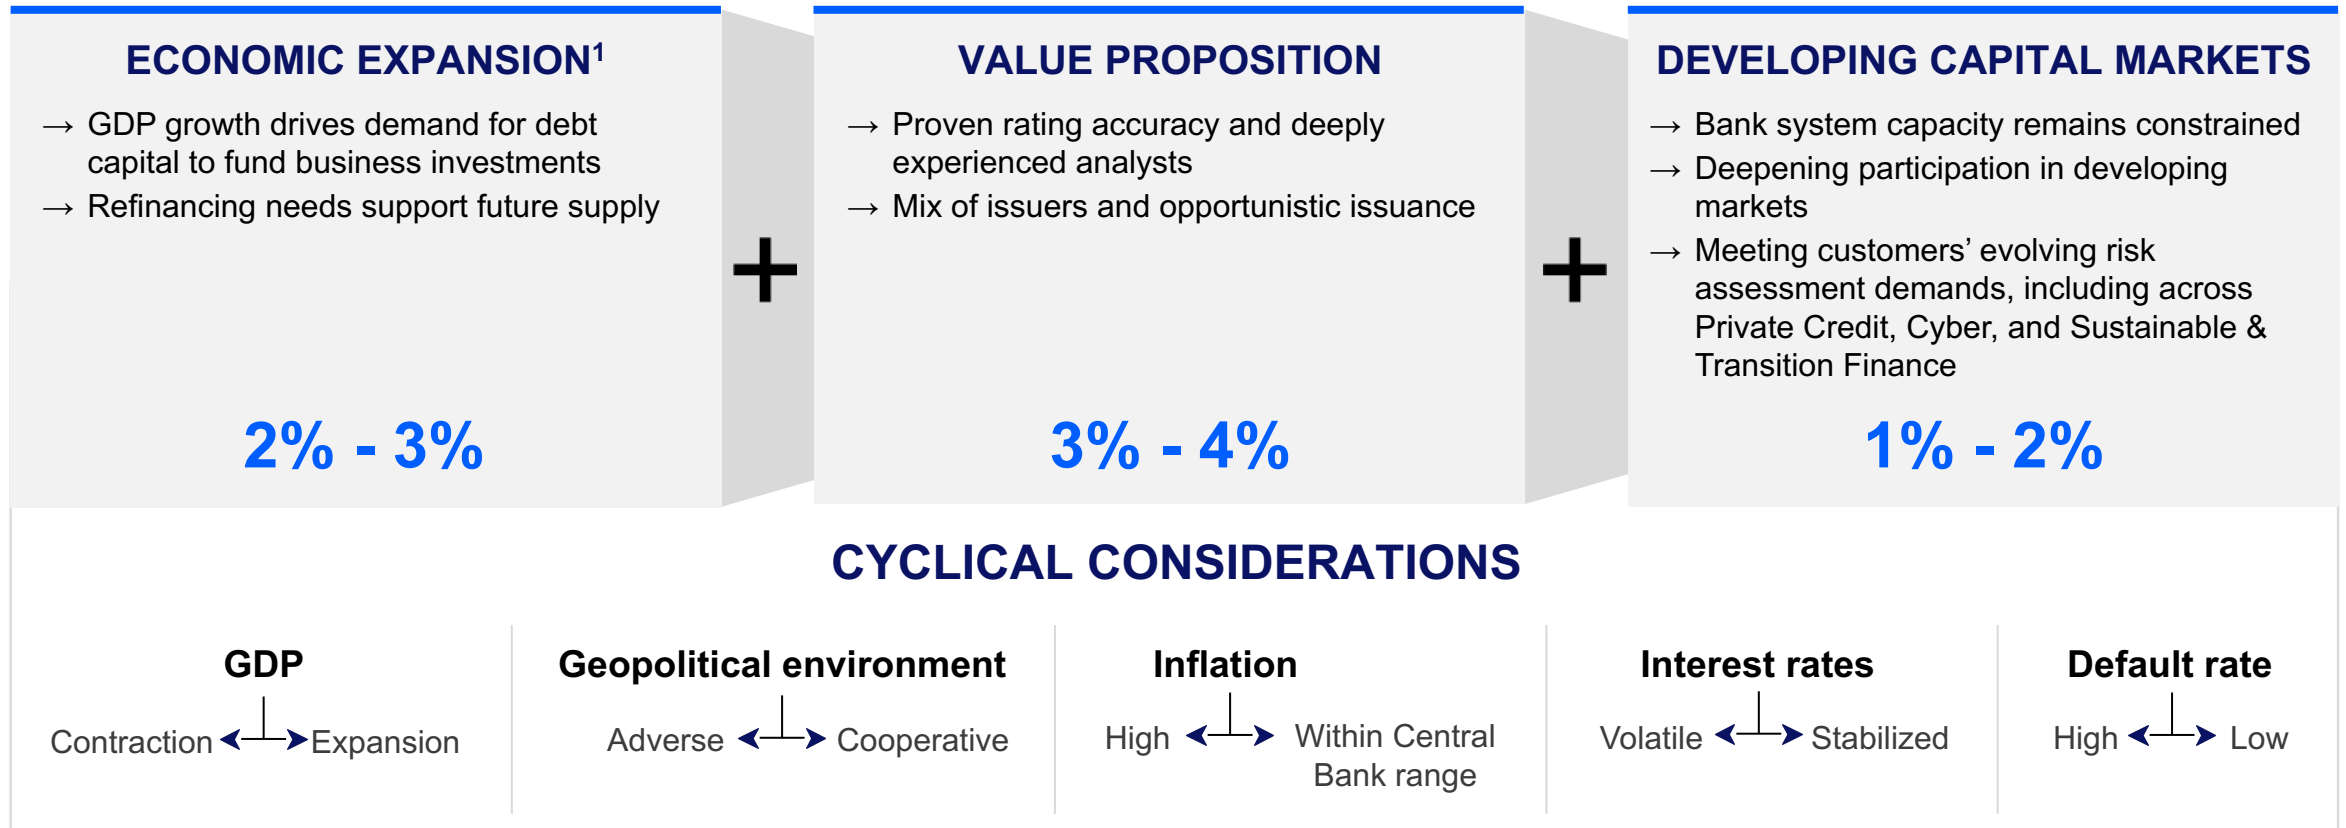 ECONOMIC EXPANSION¹
→ GDP growth drives demand for debt
capital to fund business investments
→ Refinancing needs support future supply
2% - 3%
+
VALUE PROPOSITION
→ Proven rating accuracy and deeply
experienced analysts
→ Mix of issuers and opportunistic issuance
3% - 4%
+
DEVELOPING CAPITAL MARKETS
→ Bank system capacity remains constrained
→ Deepening participation in developing
markets
→ Meeting customers’ evolving risk
assessment demands, including across
Private Credit, Cyber, and Sustainable &
Transition Finance
1% - 2%
CYCLICAL CONSIDERATIONS
GDP
Contraction Expansion
Geopolitical environment
Adverse Cooperative
Inflation
High Within Central
Bank range
Interest rates
Volatile Stabilized
Default rate
High Low